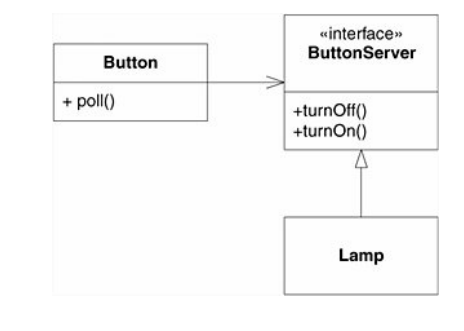 Button
+ poll()
«interface»
ButtonServer
+turnOff()
+turnOn()
Lamp